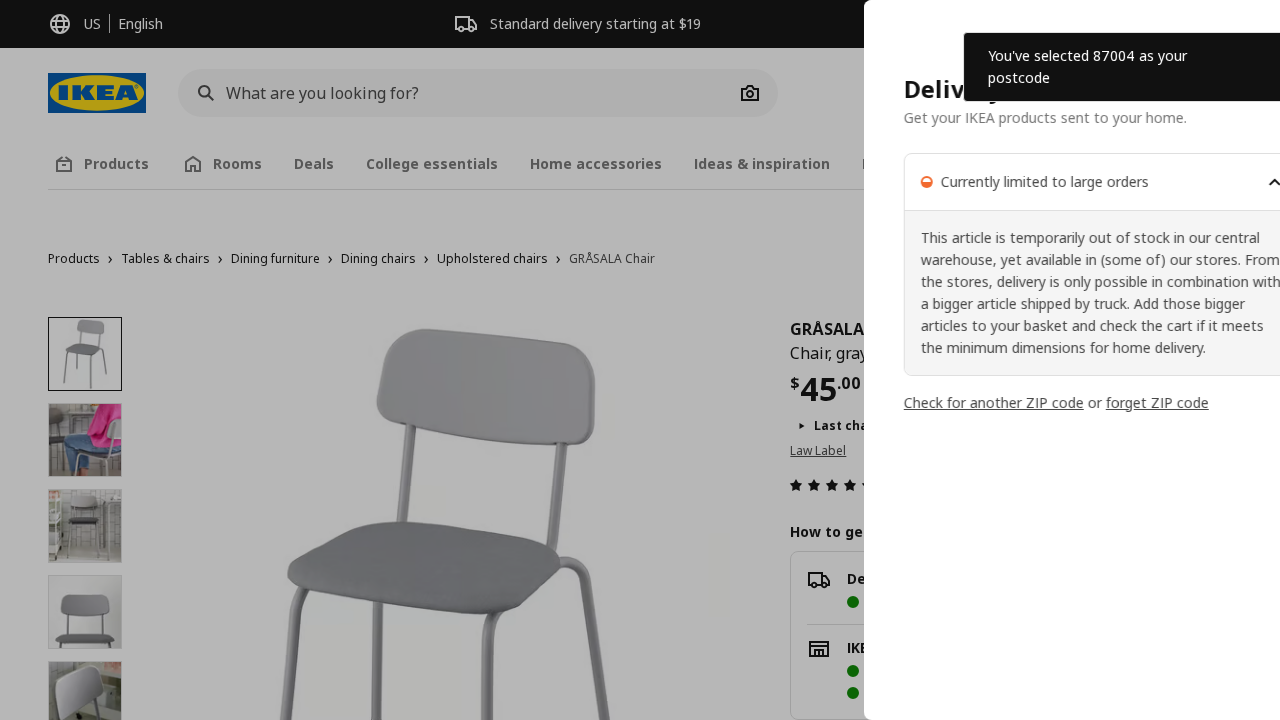 US English
Standard delivery starting at $19
IKEA
What are you looking for?
Products
Rooms
Deals
College essentials
Home accessories
Ideas & inspiration
Products › Tables & chairs › Dining furniture › Dining chairs › Upholstered chairs › GRÅSALA Chair
GRÅSALA
Chair, gray
$45.00
Last cha
Law Label
How to ge
De
IKE
You've selected 87004 as your
postcode
Delivery
Get your IKEA products sent to your home.
Currently limited to large orders
This article is temporarily out of stock in our central
warehouse, yet available in (some of) our stores. From
the stores, delivery is only possible in combination with
a bigger article shipped by truck. Add those bigger
articles to your basket and check the cart if it meets
the minimum dimensions for home delivery.
Check for another ZIP code or forget ZIP code